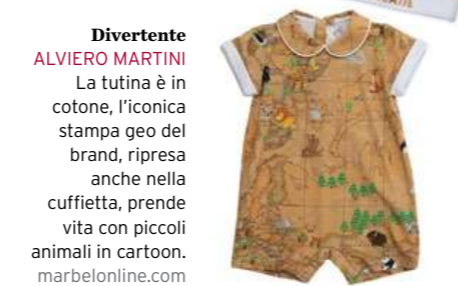 Divertente
ALVIERO MARTINI
La tutina è in
cotone, l'iconica
stampa geo del
brand, ripresa
anche nella
cuffietta, prende
vita con piccoli
animali in cartoon.
marbelonline.com